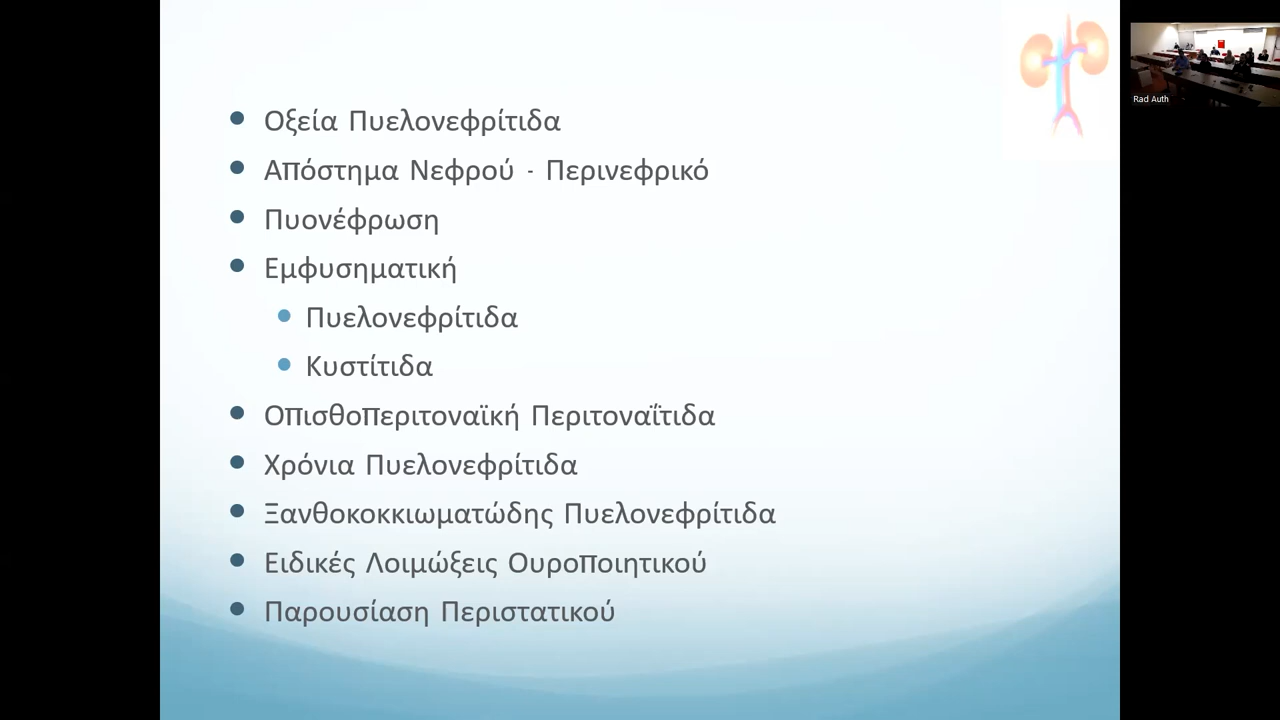 Οξεία Πυελονεφρίτιδα
Απόστημα Νεφρού - Περινεφρικό
Πυονέφρωση
Εμφυσηματική
Πυελονεφρίτιδα
Κυστίτιδα
Οπισθοπεριτοναϊκή Περιτοναΐτιδα
Χρόνια Πυελονεφρίτιδα
Ξανθοκοκκιωματώδης Πυελονεφρίτιδα
Ειδικές Λοιμώξεις Ουροποιητικού
Παρουσίαση Περιστατικού
Rad Auth